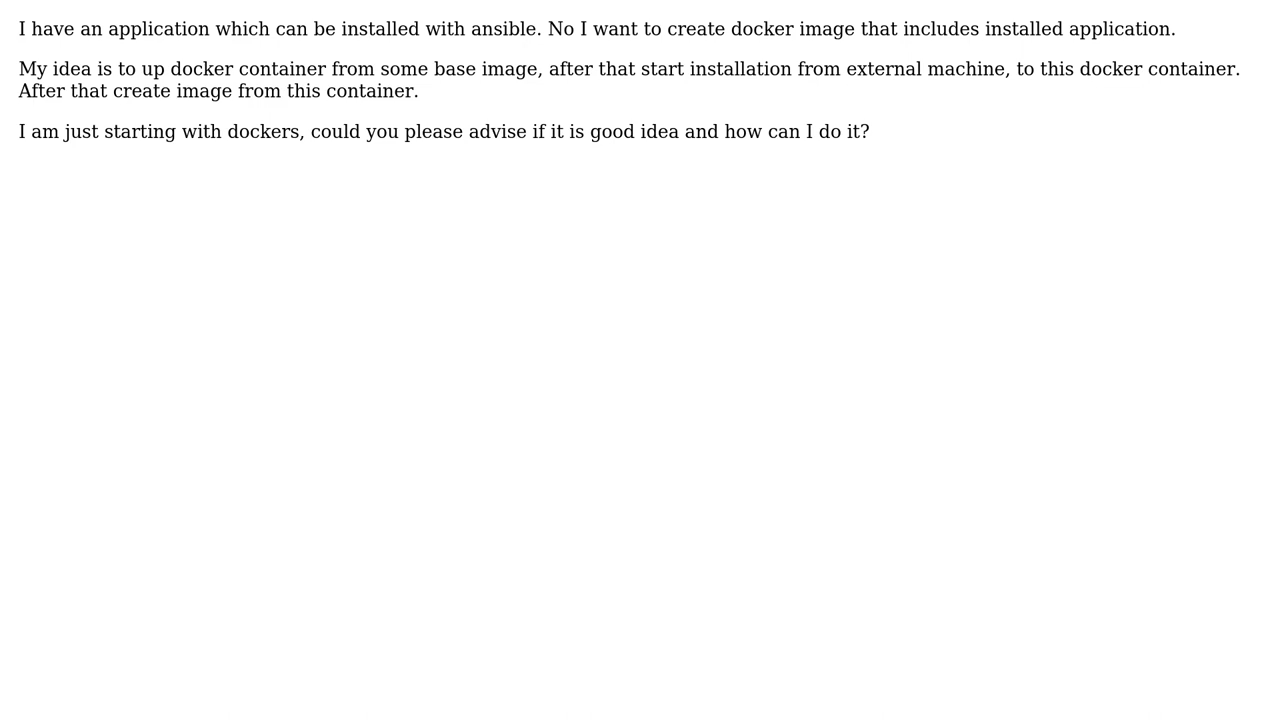 I have an application which can be installed with ansible. No I want to create docker image that includes installed application.
My idea is to up docker container from some base image, after that start installation from external machine, to this docker container.
After that create image from this container.
I am just starting with dockers, could you please advise if it is good idea and how can I do it?